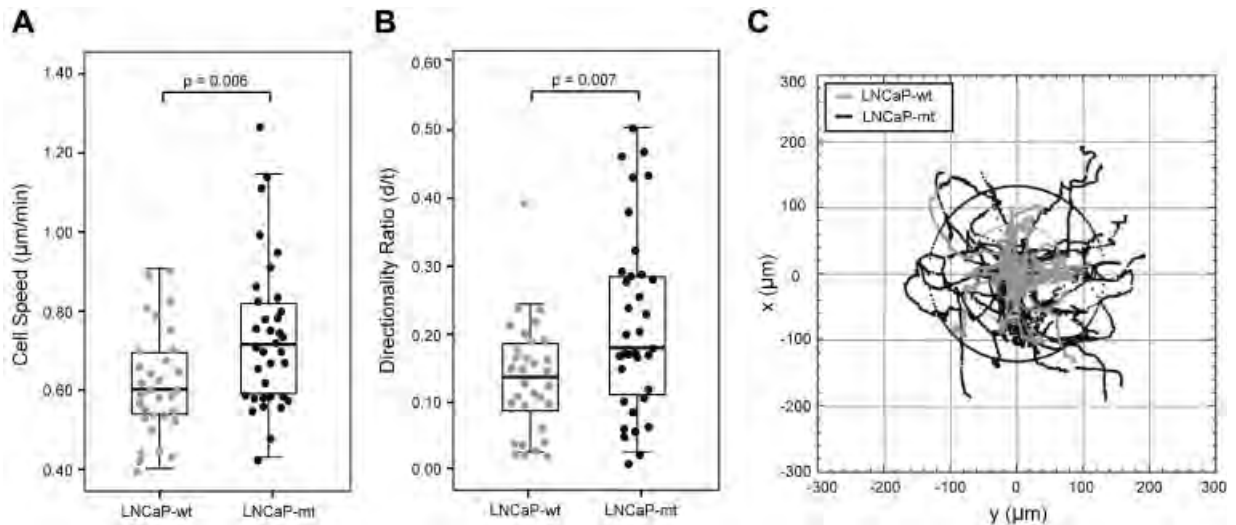 A
B
C
p = 0.006
Cell Speed (µm/min)
1.40
1.20
1.00
0.80
0.60
0.40
LNCaP-wt LNCaP-mt
p = 0.007
Directionality Ratio (d/t)
0.60
0.50
0.40
0.30
0.20
0.10
0.00
LNCaP-wt LNCaP-mt
LNCaP-wt
LNCaP-mt
x (µm)
300
200
100
0
-100
-200
-300
-300 -200 -100 0 100 200 300
y (µm)